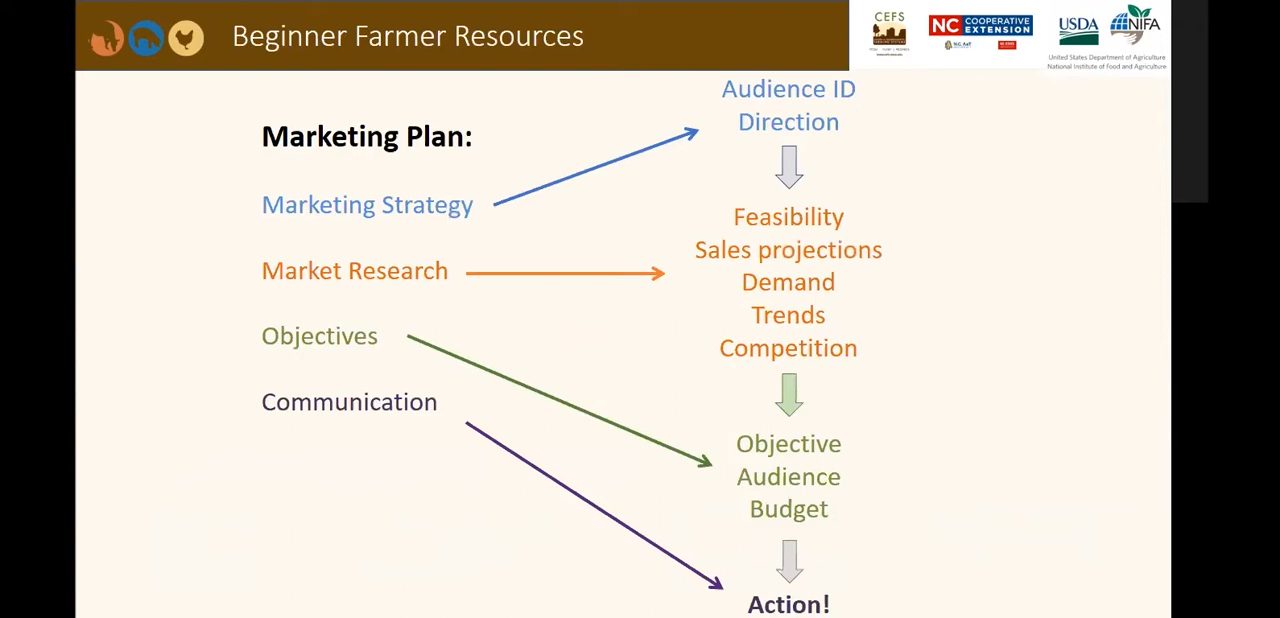 Beginner Farmer Resources
CEFS
NC COOPERATIVE
EXTENSION
USDA
NIFA
United States Department of Agriculture
National Institute of Food and Agriculture
Marketing Plan:
Marketing Strategy
Market Research
Objectives
Communication
Audience ID
Direction
Feasibility
Sales projections
Demand
Trends
Competition
Objective
Audience
Budget
Action!